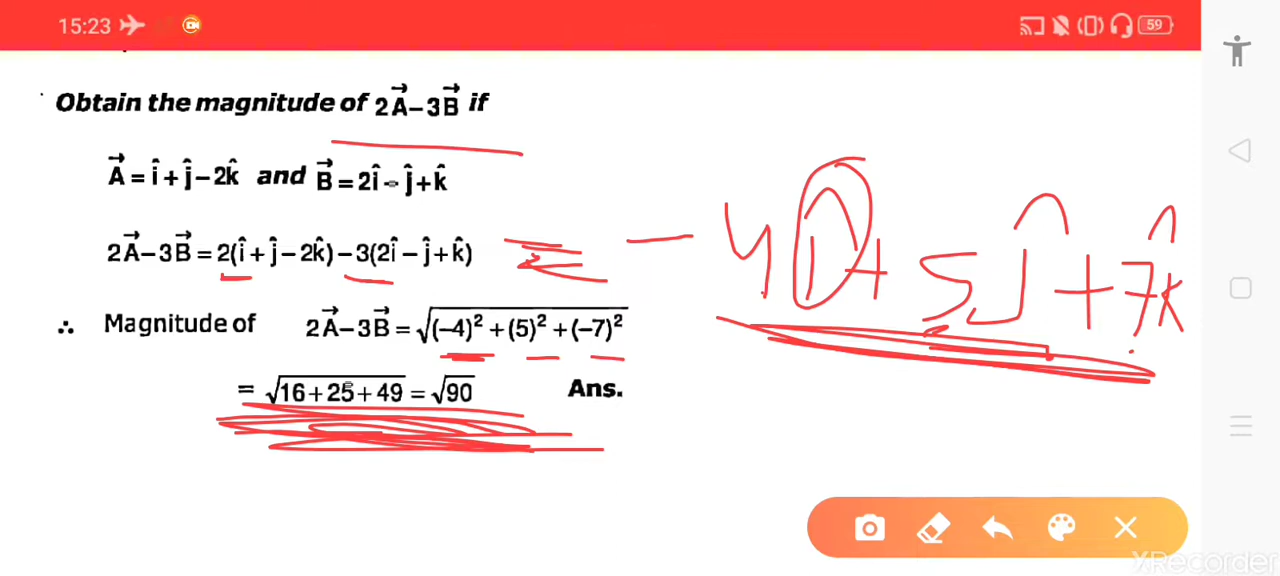 15:23 59
Obtain the magnitude of 2A⃗−3B⃗ if
A⃗=î+ĵ−2k̂ and B⃗=2î−ĵ+k̂
2A⃗−3B⃗=2(î+ĵ−2k̂)−3(2î−ĵ+k̂) = −4î+5ĵ+7k̂
∴ Magnitude of 2A⃗−3B⃗=√(−4)²+(5)²+(−7)²
=√16+25+49=√90 Ans.
XRecorder